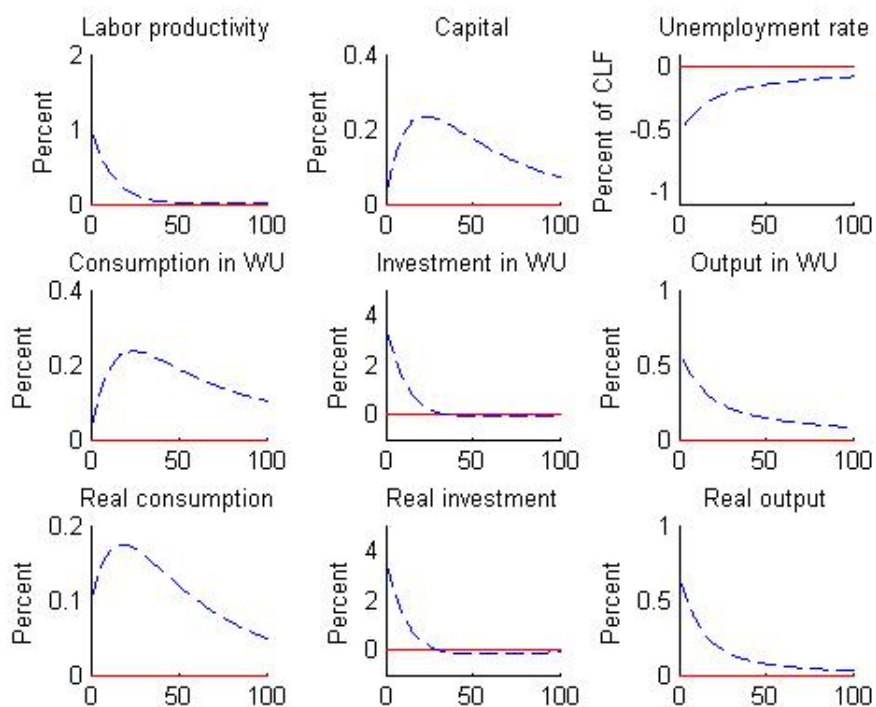 Labor productivity
Capital
Unemployment rate
Percent
2
1
0
0 50 100
Percent
0.4
0.2
0
0 50 100
Percent of CLF
0
-0.5
-1
0 50 100
Consumption in WU
Investment in WU
Output in WU
Percent
0.4
0.2
0
0 50 100
Percent
4
2
0
0 50 100
Percent
1
0.5
0
0 50 100
Real consumption
Real investment
Real output
Percent
0.2
0.1
0
0 50 100
Percent
4
2
0
0 50 100
Percent
1
0.5
0
0 50 100